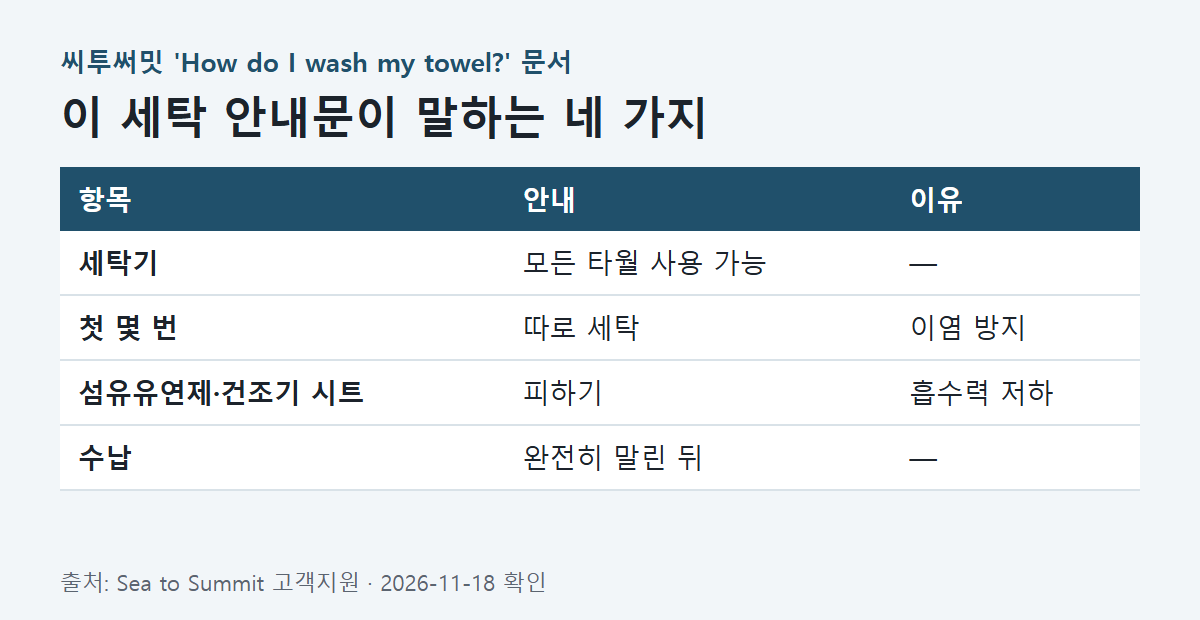 씨투써밋 'How do I wash my towel?' 문서
이 세탁 안내문이 말하는 네 가지
항목 안내 이유
세탁기 모든 타월 사용 가능 —
첫 몇 번 따로 세탁 이염 방지
섬유유연제·건조기 시트 피하기 흡수력 저하
수납 완전히 말린 뒤 —
출처: Sea to Summit 고객지원 · 2026-11-18 확인